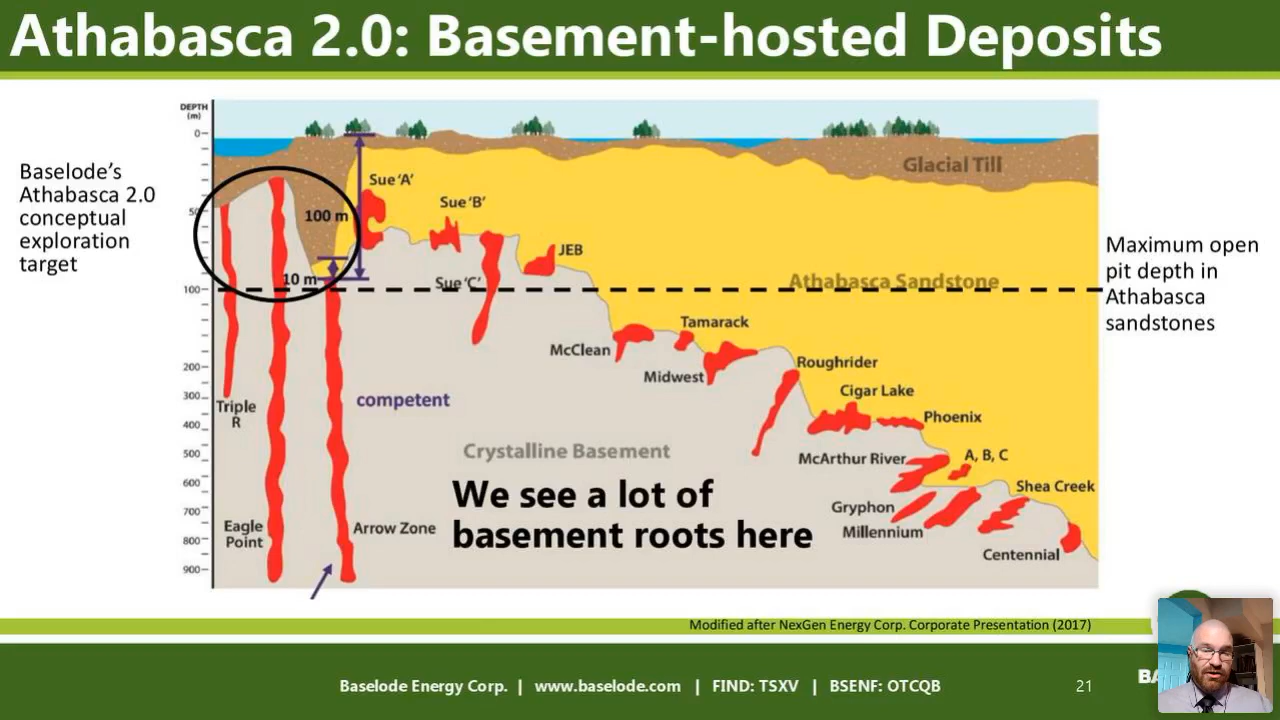 Athabasca 2.0: Basement-hosted Deposits
DEPTH
(m)
0
50
100
200
300
400
500
600
700
800
900
Baselode's
Athabasca 2.0
conceptual
exploration
target
Glacial Till
Sue 'A'
100 m
Sue 'B'
JEB
10 m
Sue 'C'
Athabasca Sandstone
Maximum open
pit depth in
Athabasca
sandstones
Tamarack
McClean
Midwest
Roughrider
Cigar Lake
Phoenix
Triple
R
competent
Crystalline Basement
McArthur River
A, B, C
Shea Creek
We see a lot of
basement roots here
Gryphon
Millennium
Centennial
Eagle
Point
Arrow Zone
Modified after NexGen Energy Corp. Corporate Presentation (2017)
Baselode Energy Corp. | www.baselode.com | FIND: TSXV | BSENF: OTCQB
21
BA